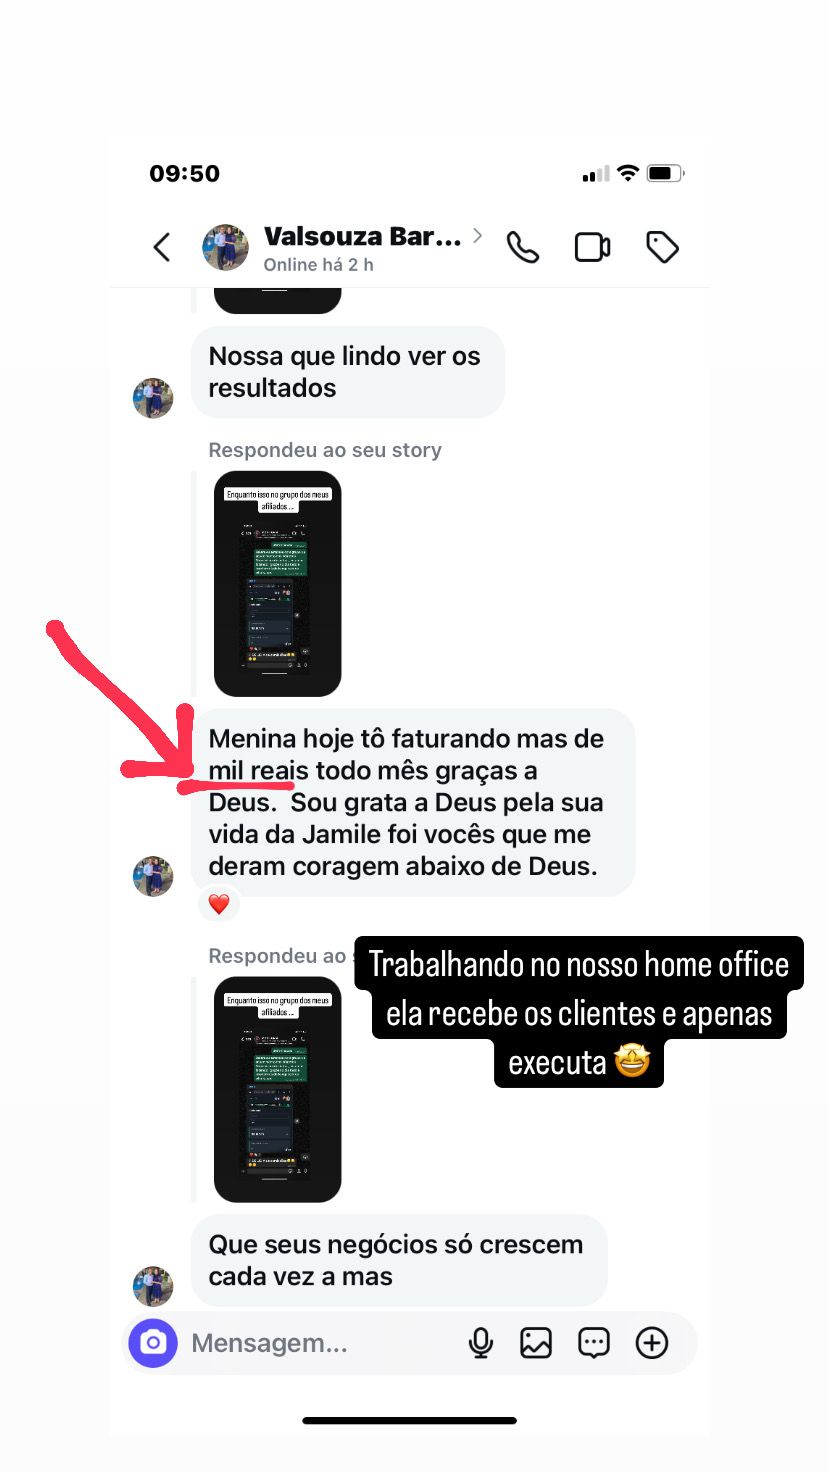 09:50
Valsouza Bar...
Online há 2 h
Nossa que lindo ver os
resultados
Respondeu ao seu story
Enquanto isso no grupo dos meus
afiliados ...
Menina hoje tô faturando mas de
mil reais todo mês graças a
Deus.  Sou grata a Deus pela sua
vida da Jamile foi vocês que me
deram coragem abaixo de Deus.
Respondeu ao
Trabalhando no nosso home office
ela recebe os clientes e apenas
executa 🤩
Enquanto isso no grupo dos meus
afiliados ...
Que seus negócios só crescem
cada vez a mas
Mensagem...